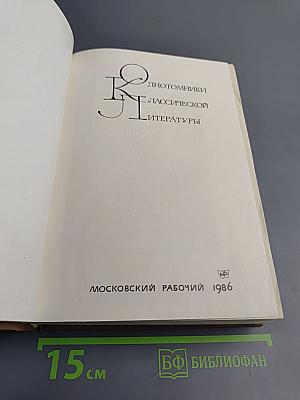 ОДНОТОМНИКИ
КЛАССИЧЕСКОЙ
ЛИТЕРАТУРЫ
МОСКОВСКИЙ РАБОЧИЙ 1986
15 см
БФ БИБЛИОФАН